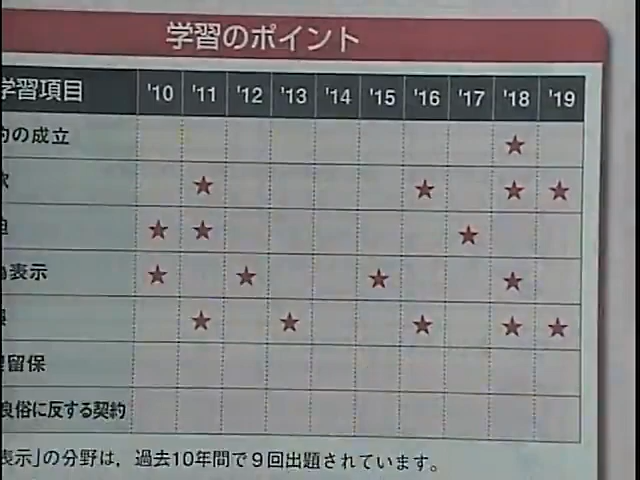 学習のポイント
学習項目 '10 '11 '12 '13 '14 '15 '16 '17 '18 '19
の成立 ★
★ ★ ★ ★
★ ★ ★
表示 ★ ★ ★ ★
★ ★ ★ ★ ★
留保
良俗に反する契約
表示」の分野は，過去10年間で9回出題されています。